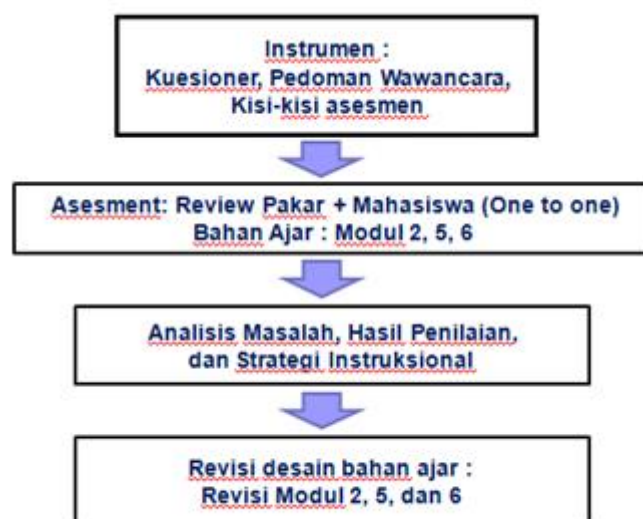 Instrumen :
Kuesioner, Pedoman Wawancara,
Kisi-kisi asesmen
Asesment: Review Pakar + Mahasiswa (One to one)
Bahan Ajar : Modul 2, 5, 6
Analisis Masalah, Hasil Penilaian,
dan Strategi Instruksional
Revisi desain bahan ajar :
Revisi Modul 2, 5, dan 6